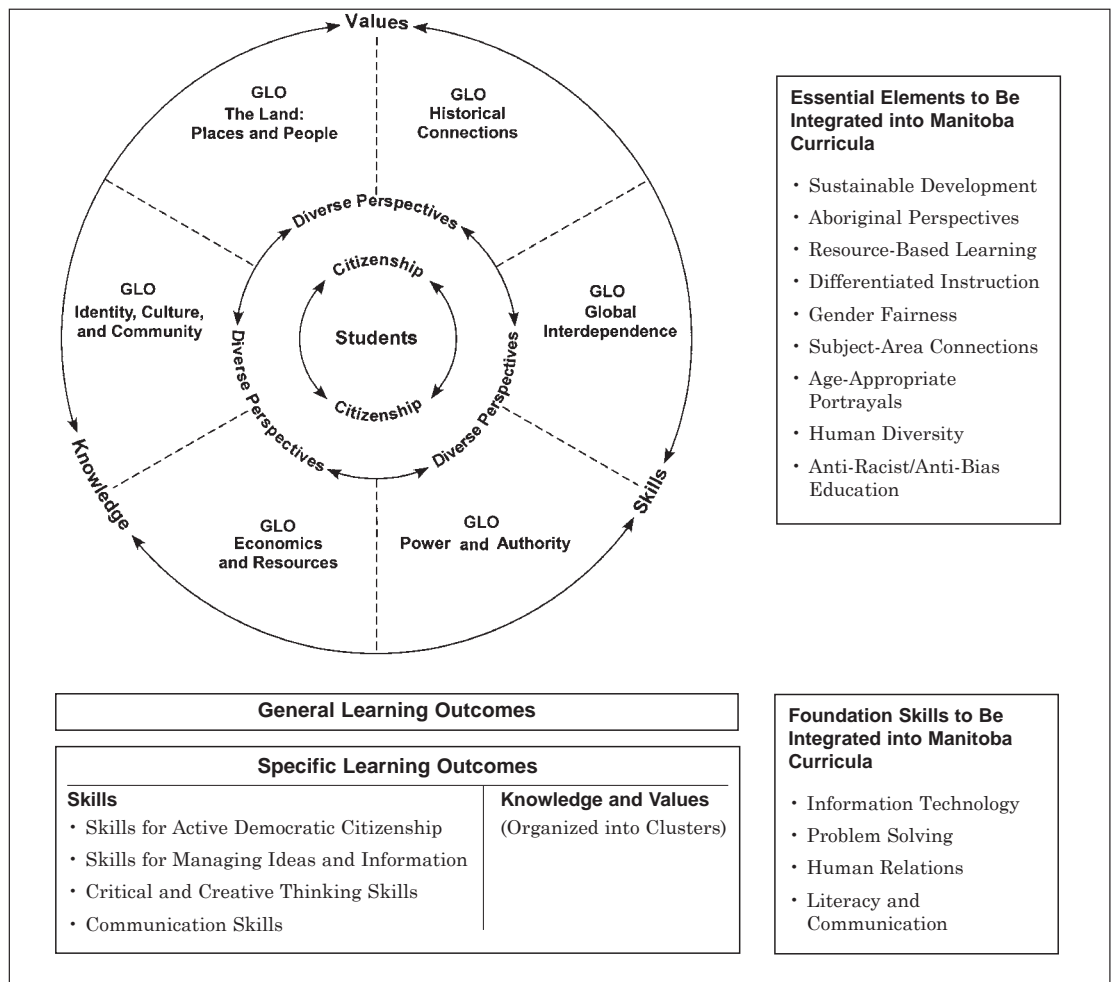 Values
GLO
The Land:
Places and People
GLO
Historical
Connections
GLO
Identity, Culture,
and Community
GLO
Global
Interdependence
Diverse Perspectives
Citizenship
Students
Citizenship
Diverse Perspectives
Diverse Perspectives
Knowledge
Skills
GLO
Economics
and Resources
GLO
Power and Authority
Essential Elements to Be
Integrated into Manitoba
Curricula
• Sustainable Development
• Aboriginal Perspectives
• Resource-Based Learning
• Differentiated Instruction
• Gender Fairness
• Subject-Area Connections
• Age-Appropriate
Portrayals
• Human Diversity
• Anti-Racist/Anti-Bias
Education
General Learning Outcomes
Specific Learning Outcomes
Skills
• Skills for Active Democratic Citizenship
• Skills for Managing Ideas and Information
• Critical and Creative Thinking Skills
• Communication Skills
Knowledge and Values
(Organized into Clusters)
Foundation Skills to Be
Integrated into Manitoba
Curricula
• Information Technology
• Problem Solving
• Human Relations
• Literacy and
Communication